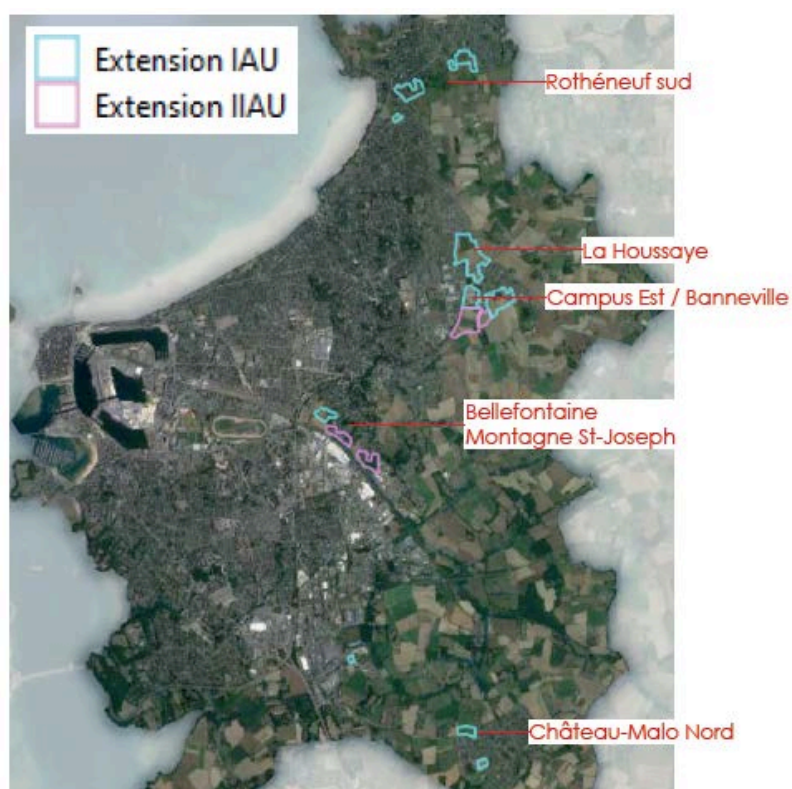 Extension IAU
Extension IIAU
Rothéneuf sud
La Houssaye
Campus Est / Banneville
Bellefontaine
Montagne St-Joseph
Château-Malo Nord